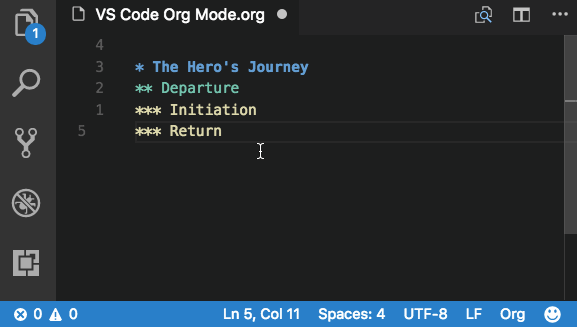 VS Code Org Mode.org
1
4
3 * The Hero's Journey
2 ** Departure
1 *** Initiation
5 *** Return
0 0 Ln 5, Col 11 Spaces: 4 UTF-8 LF Org